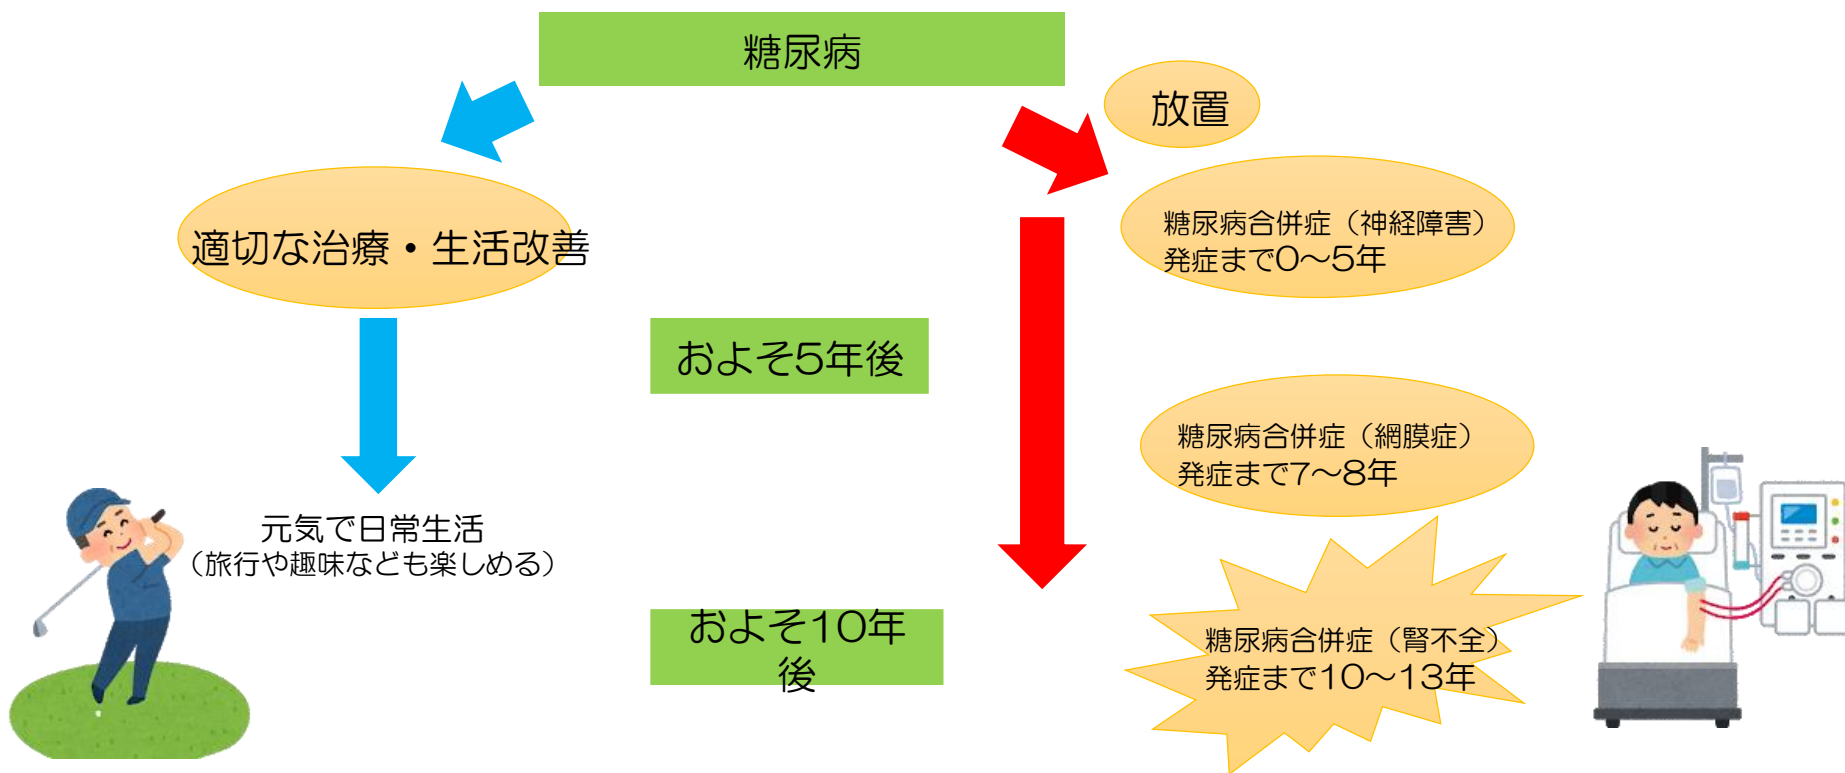 糖尿病
放置
適切な治療・生活改善
糖尿病合併症（神経障害）
発症まで0～5年
およそ5年後
糖尿病合併症（網膜症）
発症まで7～8年
元気で日常生活
（旅行や趣味なども楽しめる）
およそ10年
後
糖尿病合併症（腎不全）
発症まで10～13年